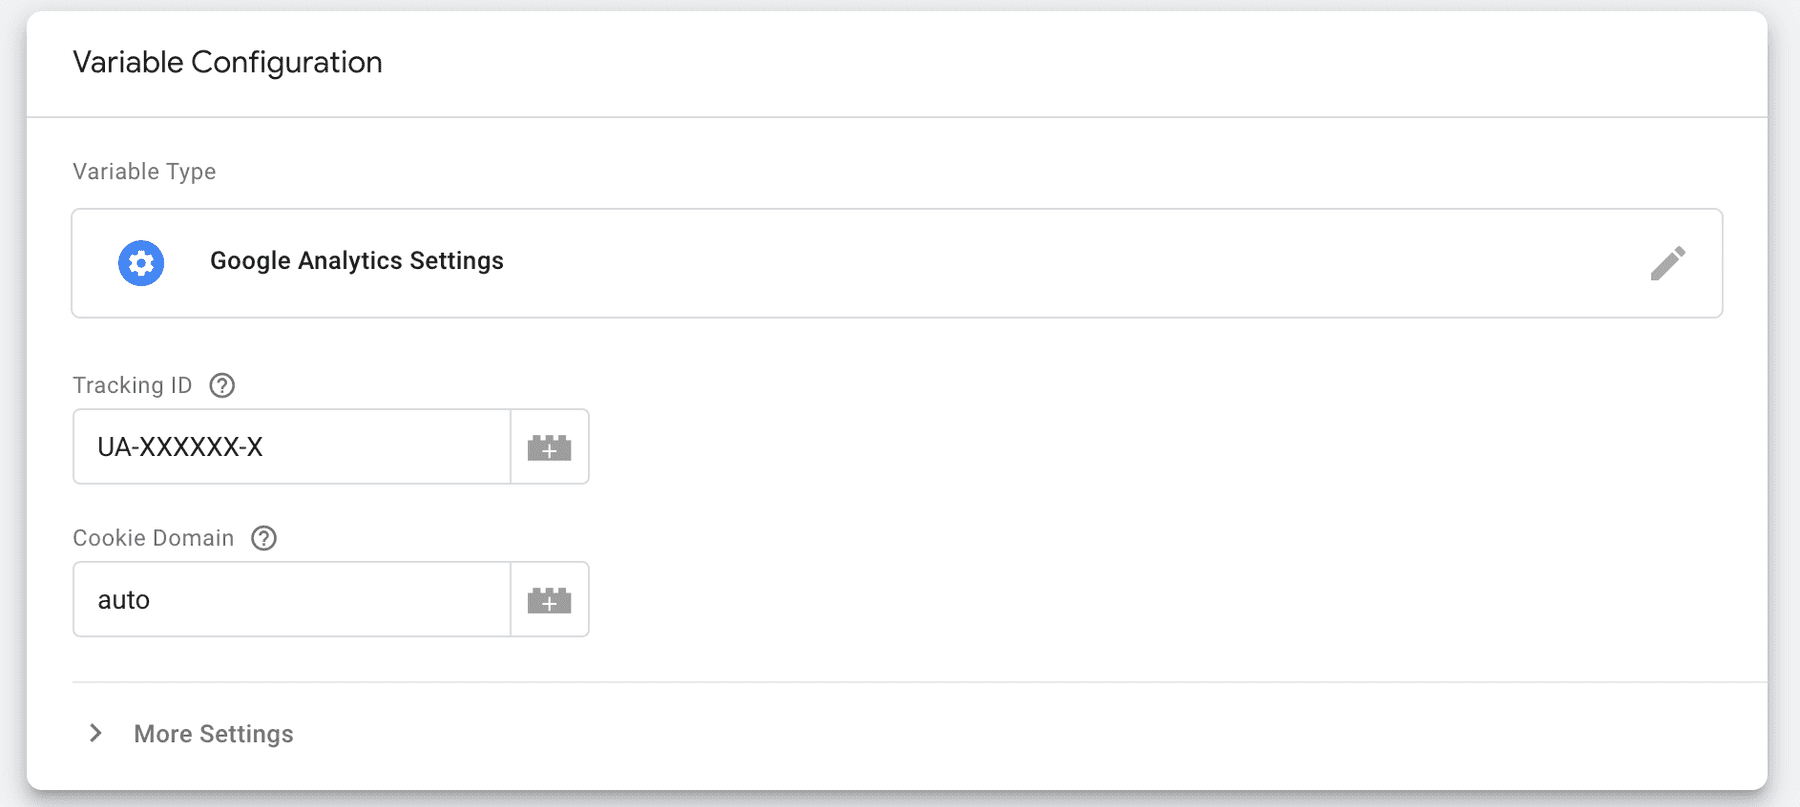 Variable Configuration
Variable Type
Google Analytics Settings
Tracking ID
UA-XXXXXX-X
Cookie Domain
auto
More Settings